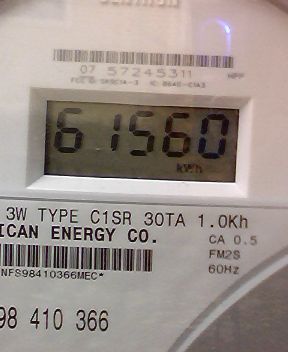 07 57245311 HPP
61560
kWh
3W TYPE C1SR 30TA 1.0Kh
ICAN ENERGY CO.
CA 0.5
FM2S
60Hz
NFS98410366MEC*
98 410 366